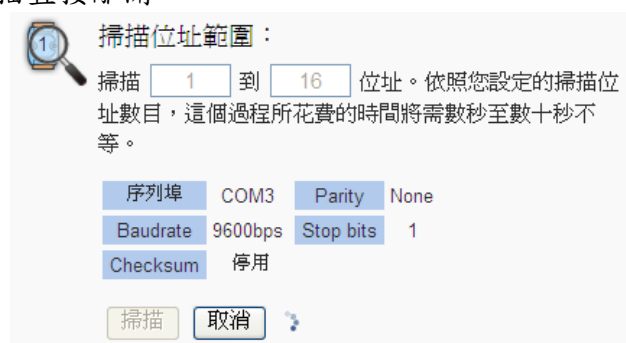 1
掃描位址範圍：
掃描 1 到 16 位址。依照您設定的掃描位
址數目，這個過程所花費的時間將需數秒至數十秒不
等。
序列埠 COM3 Parity None
Baudrate 9600bps Stop bits 1
Checksum 停用
掃描 取消